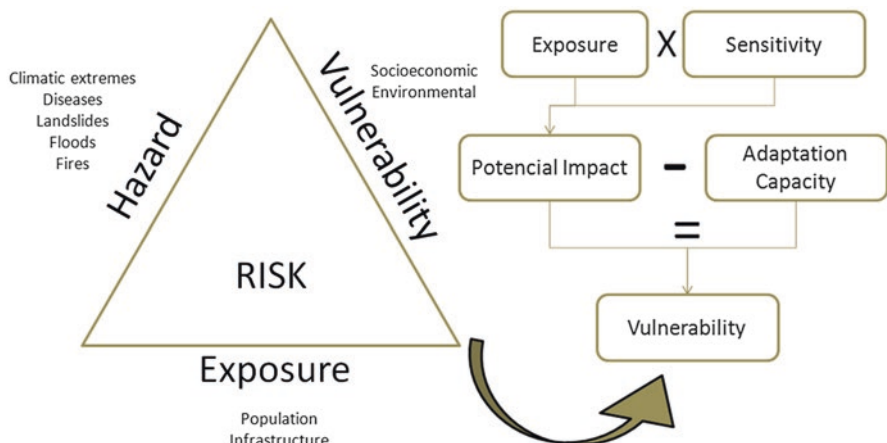 Climatic extremes
Diseases
Landslides
Floods
Fires
Hazard
Vulnerability
Socioeconomic
Environmental
RISK
Exposure
Population
Infrastructure
Exposure
X
Sensitivity
Potencial Impact
-
Adaptation
Capacity
=
Vulnerability